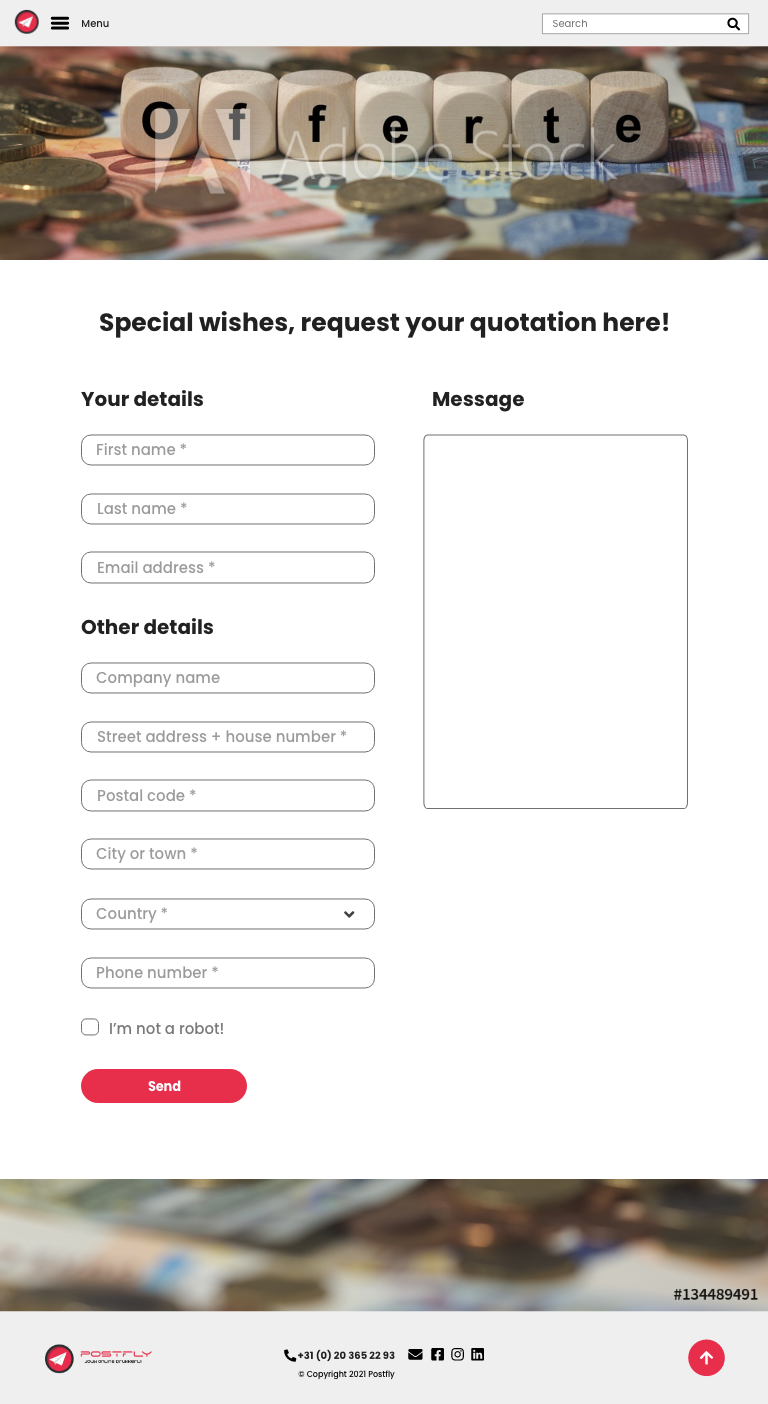 Menu
Search
Offerte
Adobe Stock
Special wishes, request your quotation here!
Your details
Message
First name *
Last name *
Email address *
Other details
Company name
Street address + house number *
Postal code *
City or town *
Country *
Phone number *
I’m not a robot!
Send
#134489491
POSTFLY
+31 (0) 20 365 22 93
© Copyright 2021 Postfly